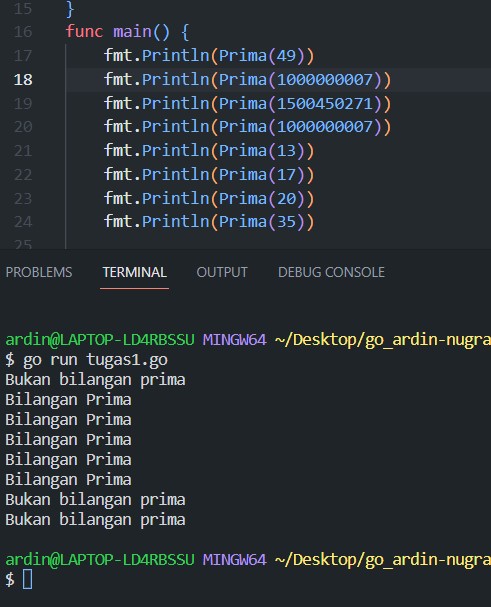 15 }
16 func main() {
17 fmt.Println(Prima(49))
18 fmt.Println(Prima(1000000007))
19 fmt.Println(Prima(1500450271))
20 fmt.Println(Prima(1000000007))
21 fmt.Println(Prima(13))
22 fmt.Println(Prima(17))
23 fmt.Println(Prima(20))
24 fmt.Println(Prima(35))
25
PROBLEMS TERMINAL OUTPUT DEBUG CONSOLE
ardin@LAPTOP-LD4RBSSU MINGW64 ~/Desktop/go_ardin-nugra
$ go run tugas1.go
Bukan bilangan prima
Bilangan Prima
Bilangan Prima
Bilangan Prima
Bilangan Prima
Bilangan Prima
Bukan bilangan prima
Bukan bilangan prima
ardin@LAPTOP-LD4RBSSU MINGW64 ~/Desktop/go_ardin-nugra
$